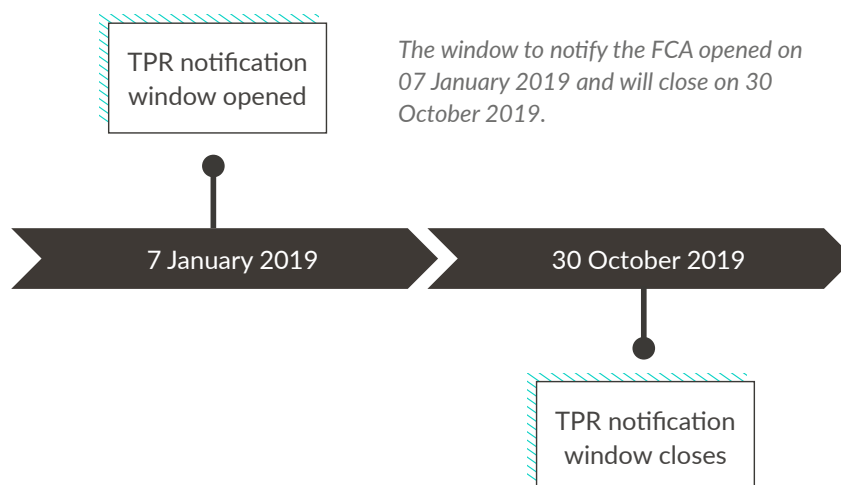 TPR notification
window opened
The window to notify the FCA opened on
07 January 2019 and will close on 30
October 2019.
7 January 2019
30 October 2019
TPR notification
window closes